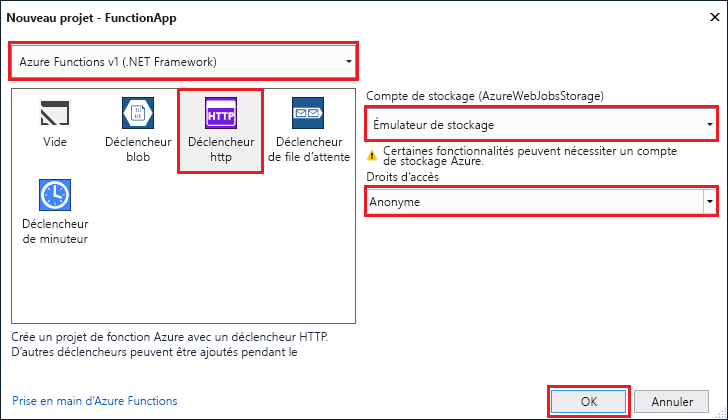 Nouveau projet - FunctionApp
Azure Functions v1 (.NET Framework)
Vide
Déclencheur
blob
HTTP
Déclencheur
http
Déclencheur
de file d'attente
Déclencheur
de minuteur
Compte de stockage (AzureWebJobsStorage)
Émulateur de stockage
Certaines fonctionnalités peuvent nécessiter un compte
de stockage Azure.
Droits d'accès
Anonyme
Crée un projet de fonction Azure avec un déclencheur HTTP.
D'autres déclencheurs peuvent être ajoutés pendant le
Prise en main d'Azure Functions
OK
Annuler